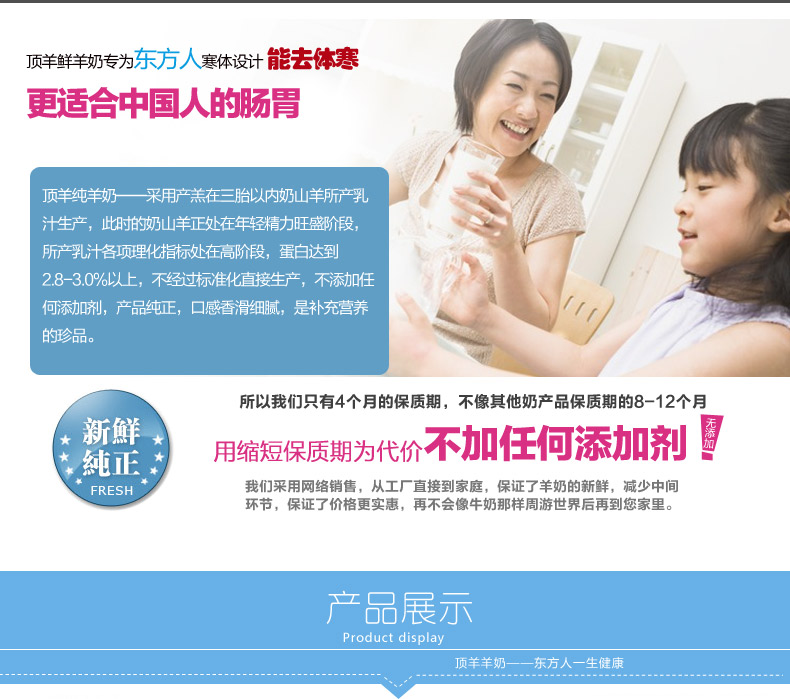 顶羊鲜羊奶专为东方人寒体设计 能去体寒
更适合中国人的肠胃
顶羊纯羊奶——采用产羔在三胎以内奶山羊所产乳
汁生产，此时的奶山羊正处在年轻精力旺盛阶段，
所产乳汁各项理化指标处在高阶段，蛋白达到
2.8-3.0%以上，不经过标准化直接生产，不添加任
何添加剂，产品纯正，口感香滑细腻，是补充营养
的珍品。
所以我们只有4个月的保质期，不像其他奶产品保质期的8-12个月
用缩短保质期为代价不加任何添加剂
无添加
新鮮
純正
FRESH
我们采用网络销售，从工厂直接到家庭，保证了羊奶的新鲜，减少中间
环节，保证了价格更实惠，再不会像牛奶那样周游世界后再到您家里。
产品展示
Product display
顶羊羊奶——东方人一生健康